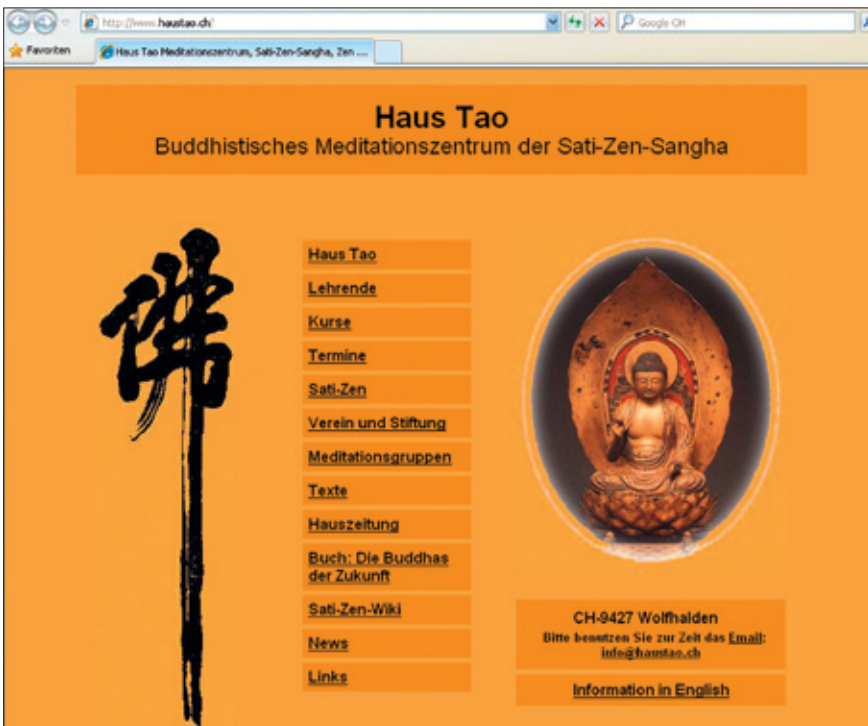 http://www.haustao.ch/
Google CH
Favoriten
Haus Tao Meditationszentrum, Sati-Zen-Sangha, Zen ....
Haus Tao
Buddhistisches Meditationszentrum der Sati-Zen-Sangha
佛
Haus Tao
Lehrende
Kurse
Termine
Sati-Zen
Verein und Stiftung
Meditationsgruppen
Texte
Hauszeitung
Buch: Die Buddhas
der Zukunft
Sati-Zen-Wiki
News
Links
CH-9427 Wolfhalden
Bitte benutzen Sie zur Zeit das Email:
info@haustao.ch
Information in English